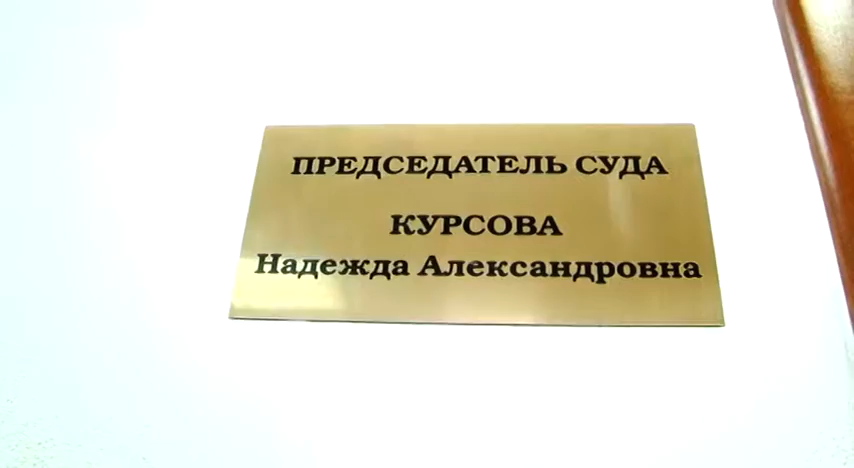 ПРЕДСЕДАТЕЛЬ СУДА
КУРСОВА
Надежда Александровна